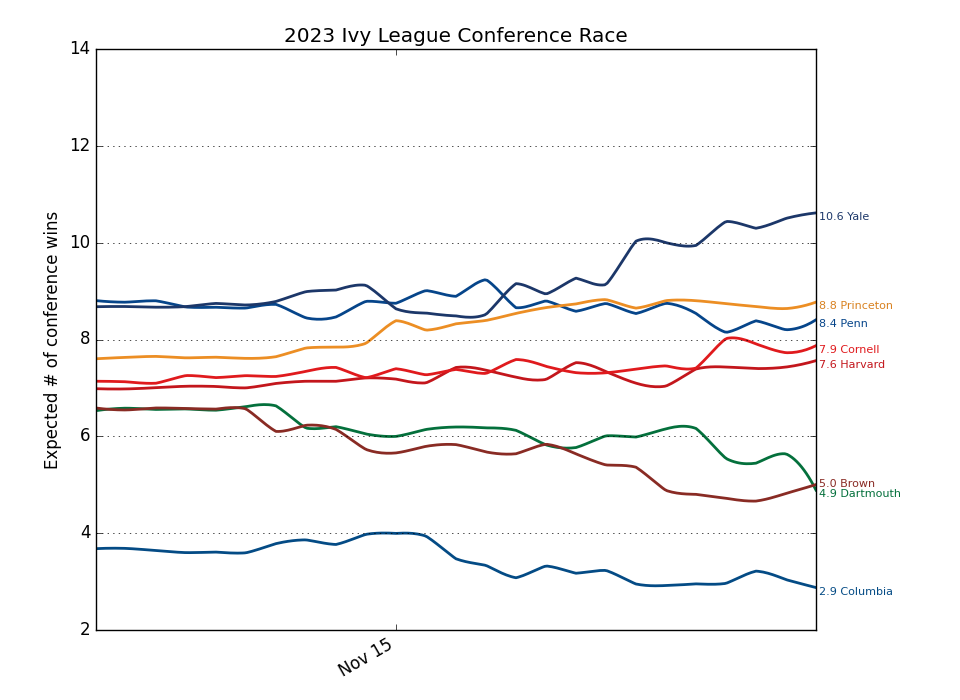 2023 Ivy League Conference Race
Expected # of conference wins
14
12
10
8
6
4
2
Nov 15
10.6 Yale
8.8 Princeton
8.4 Penn
7.9 Cornell
7.6 Harvard
5.0 Brown
4.9 Dartmouth
2.9 Columbia